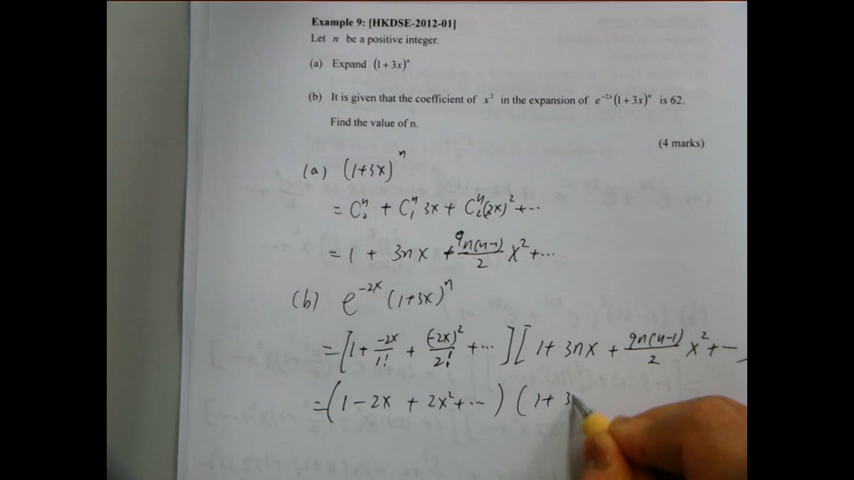 Example 9: [HKDSE-2012-01]
Let n be a positive integer.
(a) Expand (1+3x)ⁿ
(b) It is given that the coefficient of x² in the expansion of e⁻²ˣ(1+3x)ⁿ is 62.
Find the value of n.
(4 marks)
(a) (1+3x)ⁿ
= C₀ⁿ + C₁ⁿ 3x + C₂ⁿ(3x)² + ...
= 1 + 3nx + 9n(n-1)/2 x² + ...
(b) e⁻²ˣ (1+3x)ⁿ
= [1 + -2x/1! + (-2x)²/2! + ...] [1 + 3nx + 9n(n-1)/2 x² + ...
= (1 - 2x + 2x² + ...) (1 + 3